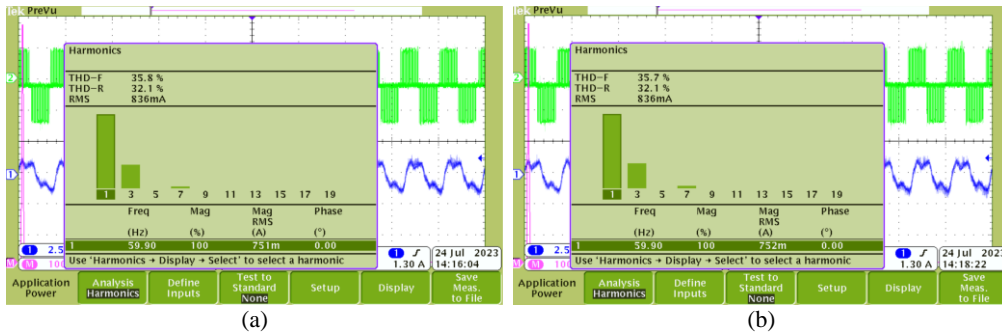 Tek PreVu
Harmonics
THD-F 35.8 %
THD-R 32.1 %
RMS 836mA
1 3 5 7 9 11 13 15 17 19
Freq Mag Mag Phase
RMS
(Hz) (%) (A) (°)
1 59.90 100 751m 0.00
Use 'Harmonics → Display → Select' to select a harmonic
2
1
1 2.5
M 100
1
1.30 A
24 Jul 2023
14:16:04
Application Power
Analysis
Harmonics
Define Inputs
Test to Standard
None
Setup
Display
Save Meas. to File
(a)
Tek PreVu
Harmonics
THD-F 35.7 %
THD-R 32.1 %
RMS 836mA
1 3 5 7 9 11 13 15 17 19
Freq Mag Mag Phase
RMS
(Hz) (%) (A) (°)
1 59.90 100 752m 0.00
Use 'Harmonics → Display → Select' to select a harmonic
2
1
1 2.5
M 100
1
1.30 A
24 Jul 2023
14:18:22
Application Power
Analysis
Harmonics
Define Inputs
Test to Standard
None
Setup
Display
Save Meas. to File
(b)